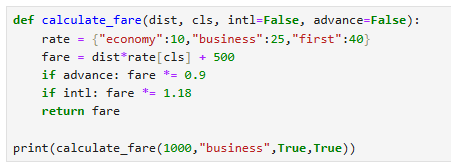 def calculate_fare(dist, cls, intl=False, advance=False):
    rate = {"economy":10,"business":25,"first":40}
    fare = dist*rate[cls] + 500
    if advance: fare *= 0.9
    if intl: fare *= 1.18
    return fare

print(calculate_fare(1000,"business",True,True))